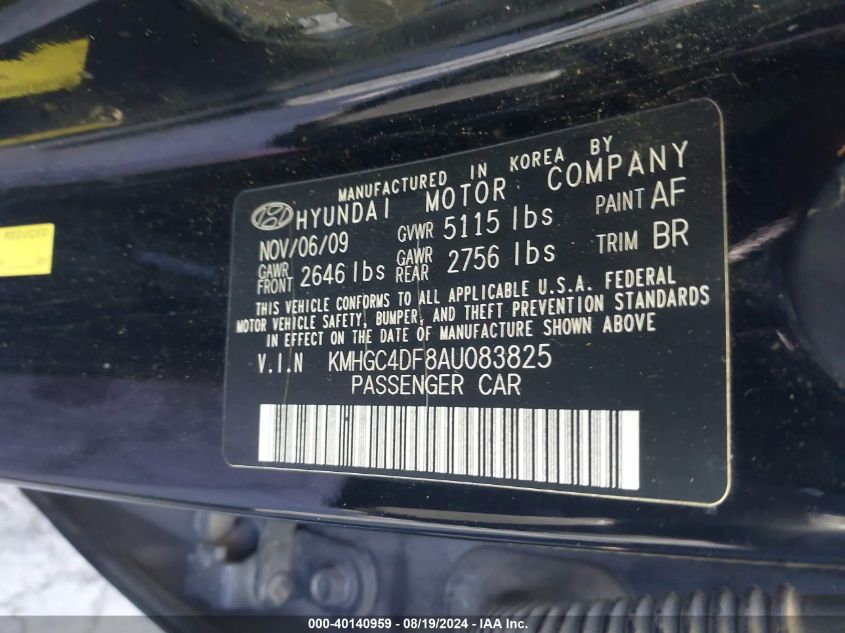 REDUCED
MANUFACTURED IN KOREA BY
HYUNDAI MOTOR COMPANY
NOV/06/09 GVWR 5115 lbs PAINT AF
GAWR FRONT 2646 lbs GAWR REAR 2756 lbs TRIM BR
THIS VEHICLE CONFORMS TO ALL APPLICABLE U.S.A. FEDERAL
MOTOR VEHICLE SAFETY, BUMPER, AND THEFT PREVENTION STANDARDS
IN EFFECT ON THE DATE OF MANUFACTURE SHOWN ABOVE
V.I.N KMHGC4DF8AU083825
PASSENGER CAR
000-40140959 - 08/19/2024 - IAA Inc.